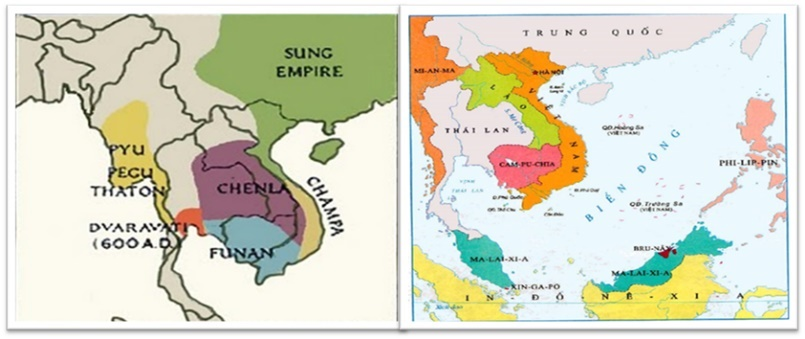 SUNG
EMPIRE
PYU
PEGU
THATON
CHENLA
CHAMPA
DVARAVATI
(600 A.D.)
FUNAN
TRUNG QUỐC
MI-AN-MA
HÀ NỘI
LÀO
VIỆT NAM
THÁI LAN
QĐ.Hoàng Sa
(VIỆT NAM)
CAM-PU-CHIA
PHI-LIP-PIN
BIỂN ĐÔNG
QĐ. Trường Sa
(VIỆT NAM)
BRU-NÂY
MA-LAI-XI-A
MA-LAI-XI-A
XIN-GA-PO
IN-ĐÔ-NÊ-XI-A